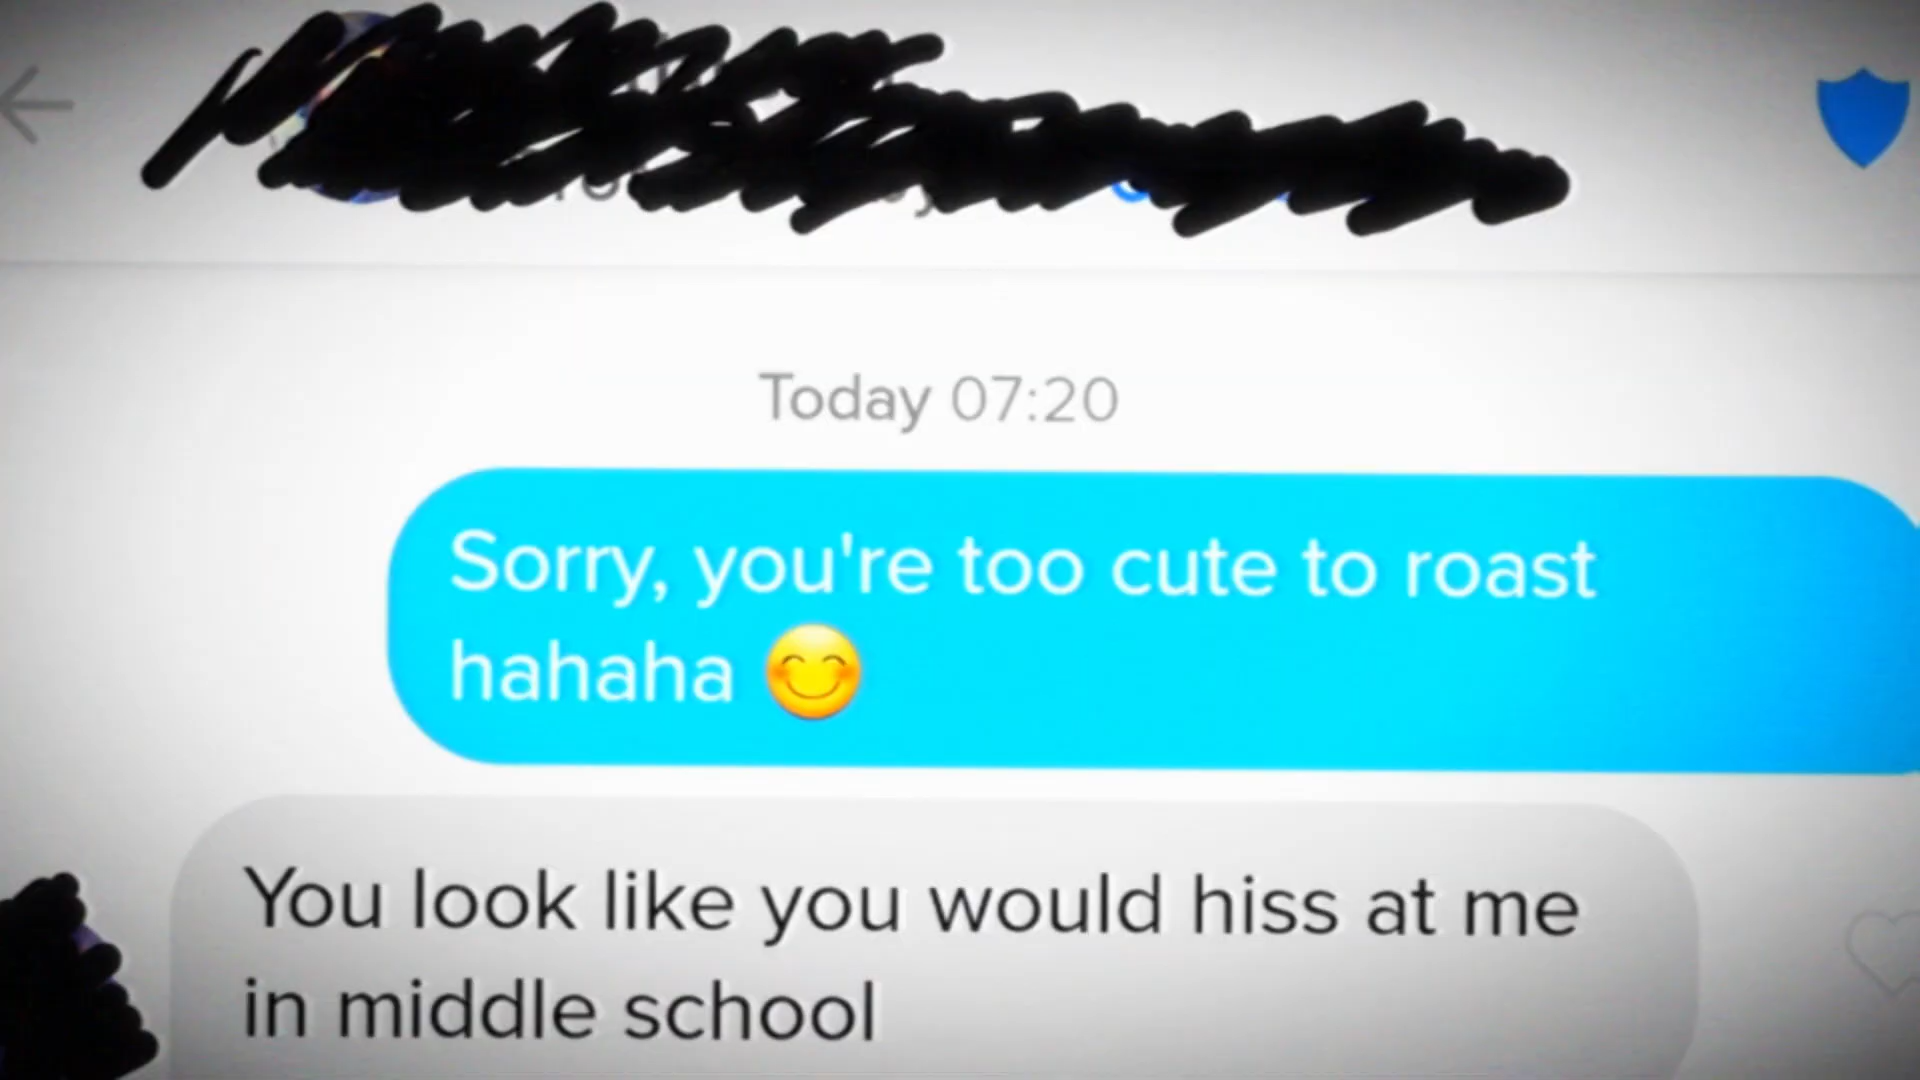 Today 07:20
Sorry, you're too cute to roast
hahaha 😊
You look like you would hiss at me
in middle school